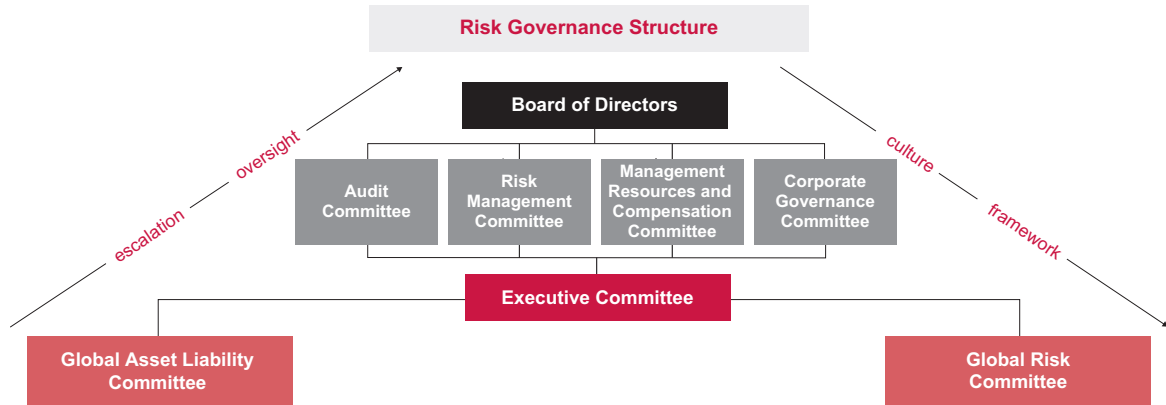 Risk Governance Structure
Board of Directors
oversight
escalation
culture
framework
Audit
Committee
Risk
Management
Committee
Management
Resources and
Compensation
Committee
Corporate
Governance
Committee
Executive Committee
Global Asset Liability
Committee
Global Risk
Committee